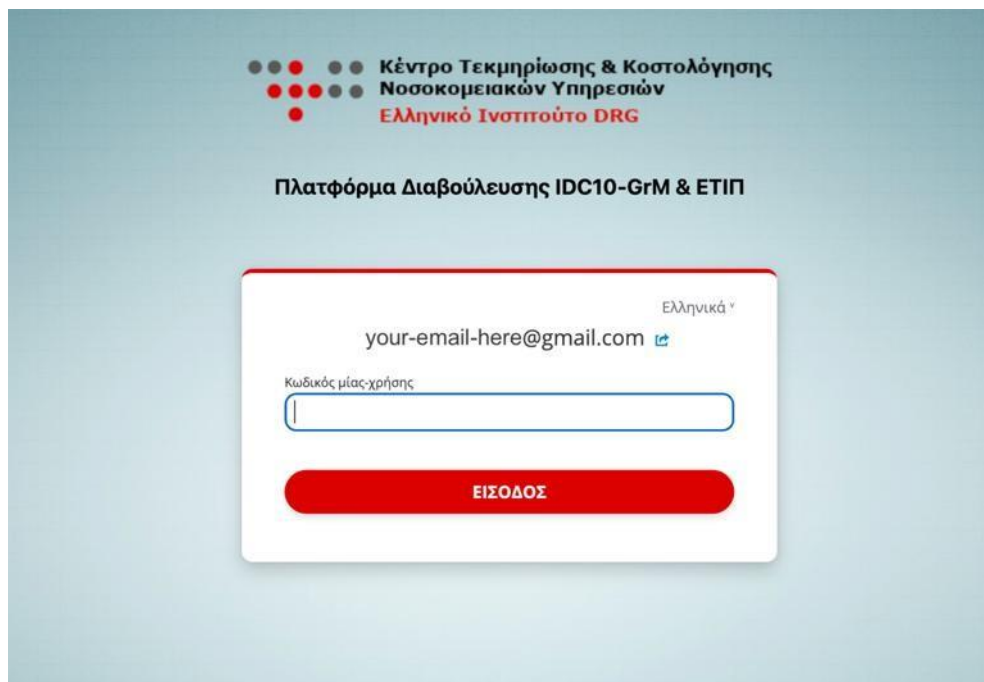 Κέντρο Τεκμηρίωσης & Κοστολόγησης
Νοσοκομειακών Υπηρεσιών
Ελληνικό Ινστιτούτο DRG
Πλατφόρμα Διαβούλευσης IDC10-GrM & ΕΤΙΠ
Ελληνικά
your-email-here@gmail.com
Κωδικός μίας-χρήσης
ΕΙΣΟΔΟΣ